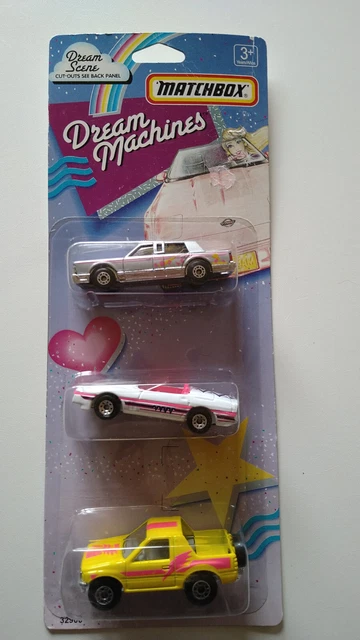 Dream
Scene
CUT-OUTS SEE BACK PANEL
3+
MATCHBOX
Dream
Machines